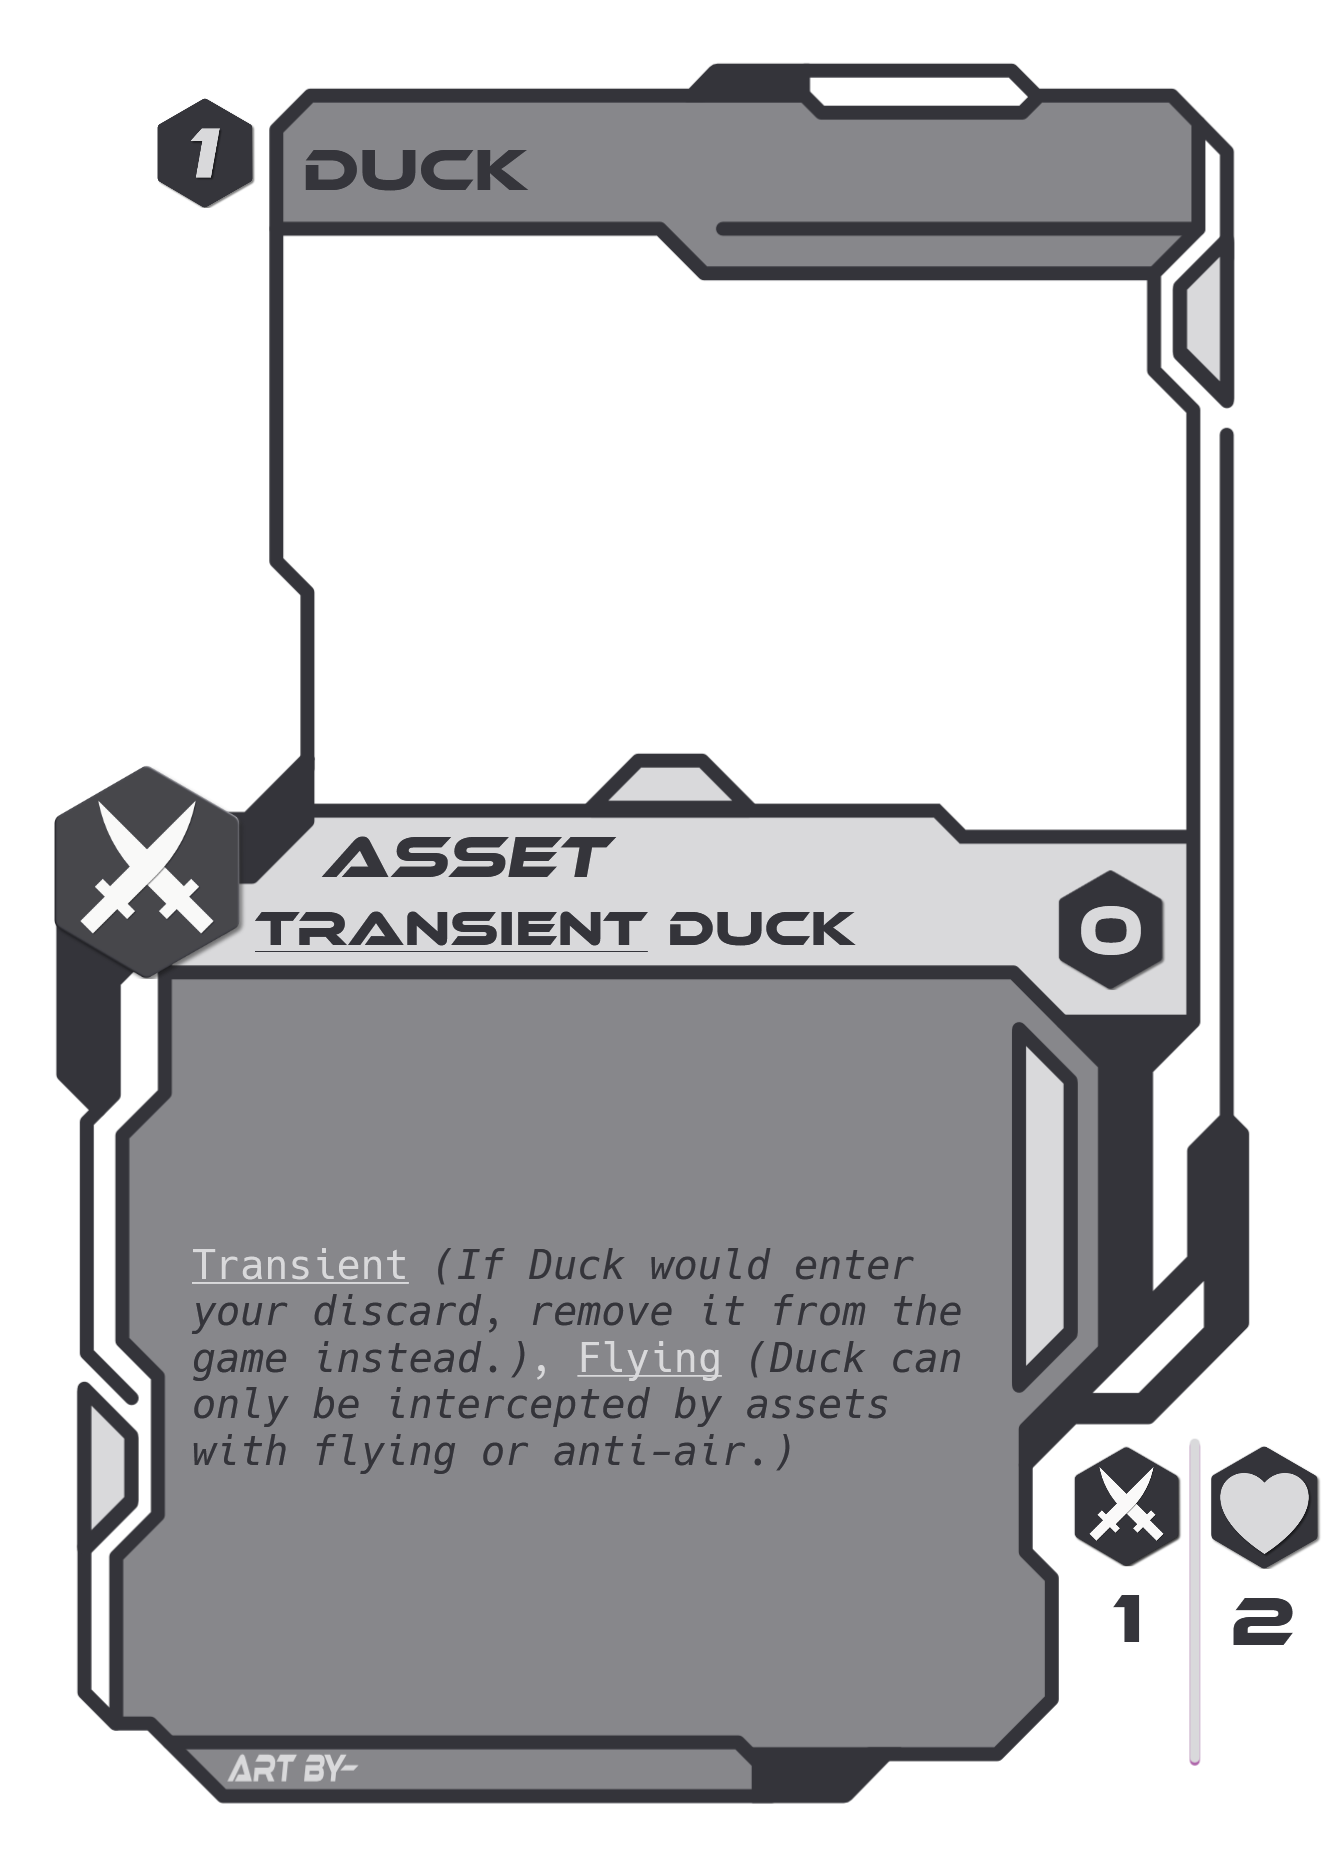 1
DUCK
ASSET
TRANSIENT DUCK
0
Transient (If Duck would enter
your discard, remove it from the
game instead.), Flying (Duck can
only be intercepted by assets
with flying or anti-air.)
1
2
ART BY-